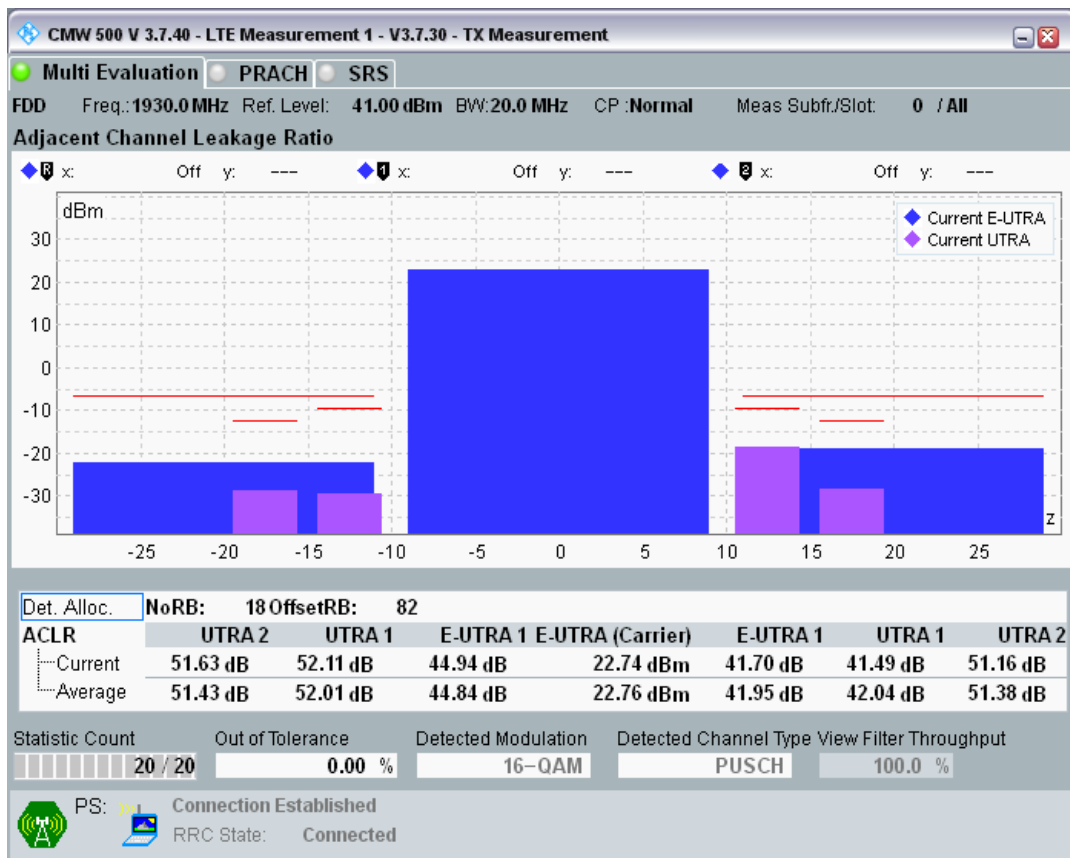 CMW 500 V 3.7.40 - LTE Measurement 1 - V3.7.30 - TX Measurement
Multi Evaluation PRACH SRS
FDD Freq.: 1930.0 MHz Ref. Level: 41.00 dBm BW: 20.0 MHz CP : Normal Meas Subfr./Slot: 0 / All
Adjacent Channel Leakage Ratio
R x: Off y: --- 1 x: Off y: --- 2 x: Off y: ---
dBm
Current E-UTRA
Current UTRA
30
20
10
0
-10
-20
-30
z
-25 -20 -15 -10 -5 0 5 10 15 20 25
Det. Alloc. NoRB: 18 OffsetRB: 82
ACLR UTRA 2 UTRA 1 E-UTRA 1 E-UTRA (Carrier) E-UTRA 1 UTRA 1 UTRA 2
Current 51.63 dB 52.11 dB 44.94 dB 22.74 dBm 41.70 dB 41.49 dB 51.16 dB
Average 51.43 dB 52.01 dB 44.84 dB 22.76 dBm 41.95 dB 42.04 dB 51.38 dB
Statistic Count Out of Tolerance Detected Modulation Detected Channel Type View Filter Throughput
20 / 20 0.00 % 16-QAM PUSCH 100.0 %
PS: Connection Established
RRC State: Connected